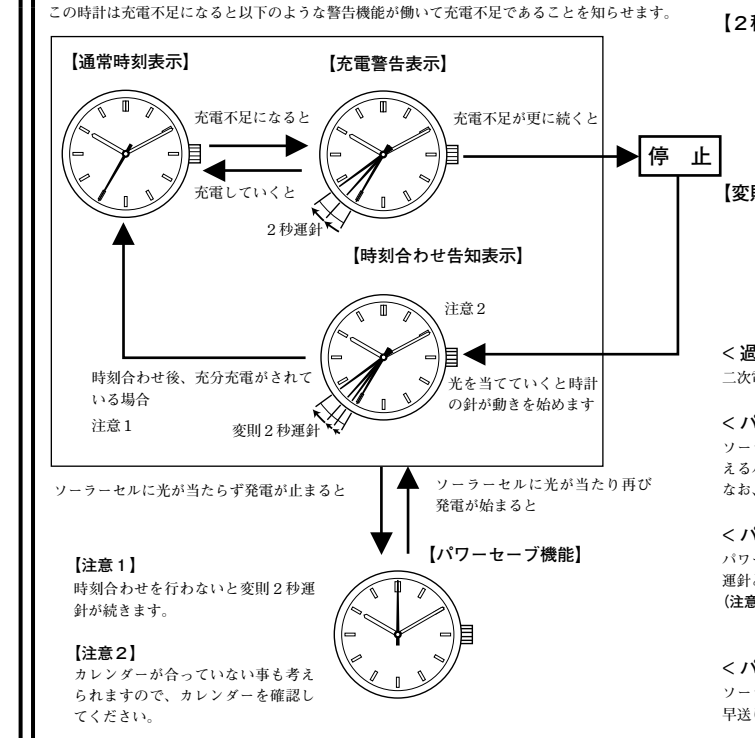 この時計は充電不足になると以下のような警告機能が働いて充電不足であることを知らせます。
【通常時刻表示】
【充電警告表示】
充電不足になると
充電不足が更に続くと
停 止
充電していくと
2秒運針
【時刻合わせ告知表示】
注意2
時刻合わせ後、充分充電がされて
いる場合
注意1
光を当てていくと時計
の針が動きを始めます
変則2秒運針
ソーラーセルに光が当たらず発電が止まると
ソーラーセルに光が当たり再び
発電が始まると
【パワーセーブ機能】
【注意1】
時刻合わせを行わないと変則2秒運
針が続きます。
【注意2】
カレンダーが合っていない事も考え
られますので、カレンダーを確認し
てください。
【2
【変
<過
二次
<パ
ソー
える
なお、
<パ
パワ
運針
(注意
<パ
ソー
早送